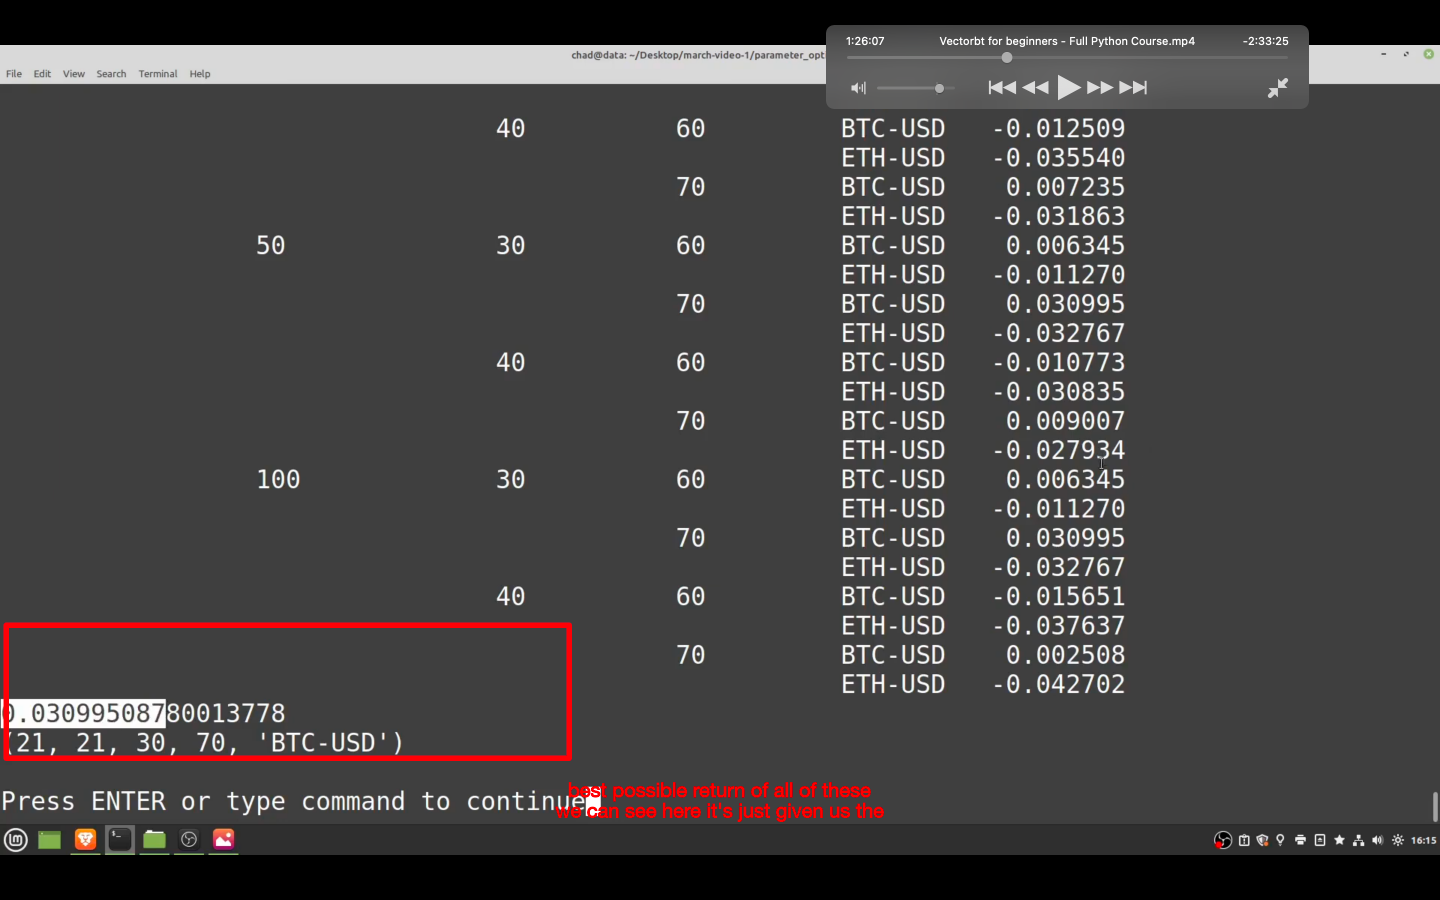 1:26:07 Vectorbt for beginners - Full Python Course.mp4 -2:33:25
chad@data: ~/Desktop/march-video-1/parameter_opt
File Edit View Search Terminal Help
40 60 BTC-USD -0.012509
ETH-USD -0.035540
70 BTC-USD 0.007235
ETH-USD -0.031863
50 30 60 BTC-USD 0.006345
ETH-USD -0.011270
70 BTC-USD 0.030995
ETH-USD -0.032767
40 60 BTC-USD -0.010773
ETH-USD -0.030835
70 BTC-USD 0.009007
ETH-USD -0.027934
100 30 60 BTC-USD 0.006345
ETH-USD -0.011270
70 BTC-USD 0.030995
ETH-USD -0.032767
40 60 BTC-USD -0.015651
ETH-USD -0.037637
70 BTC-USD 0.002508
ETH-USD -0.042702
0.03099508780013778
(21, 21, 30, 70, 'BTC-USD')
best possible return of all of these
Press ENTER or type command to continue
we can see here it's just given us the
16:15